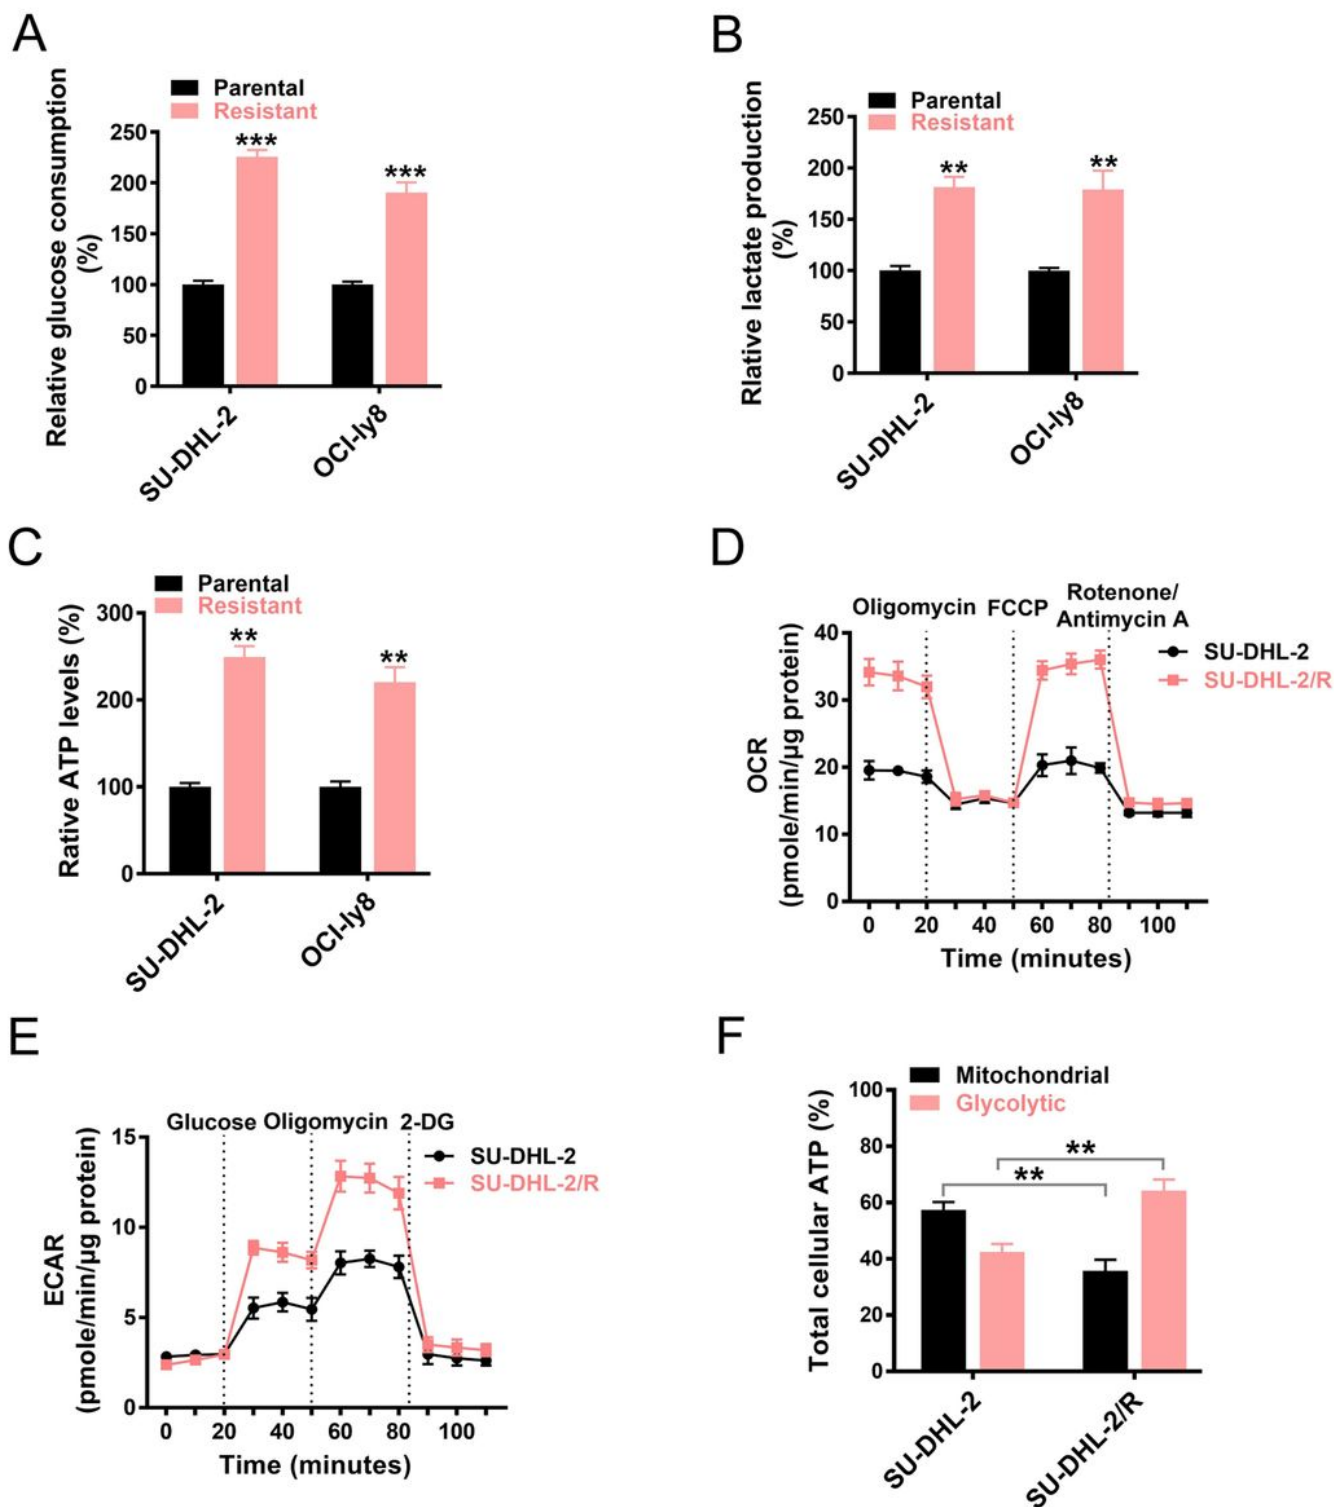 A
Parental
Resistant
Relative glucose consumption
(%)
250
200
150
100
50
0
***
***
SU-DHL-2
OCI-ly8
B
Parental
Resistant
Rlative lactate production
(%)
250
200
150
100
50
0
**
**
SU-DHL-2
OCI-ly8
C
Parental
Resistant
Rative ATP levels (%)
300
200
100
0
**
**
SU-DHL-2
OCI-ly8
D
Oligomycin FCCP Rotenone/
Antimycin A
SU-DHL-2
SU-DHL-2/R
OCR
(pmole/min/µg protein)
40
30
20
10
0
0 20 40 60 80 100
Time (minutes)
E
Glucose Oligomycin 2-DG
SU-DHL-2
SU-DHL-2/R
ECAR
(pmole/min/µg protein)
15
10
5
0
0 20 40 60 80 100
Time (minutes)
F
Mitochondrial
Glycolytic
Total cellular ATP (%)
100
80
60
40
20
0
**
**
SU-DHL-2
SU-DHL-2/R